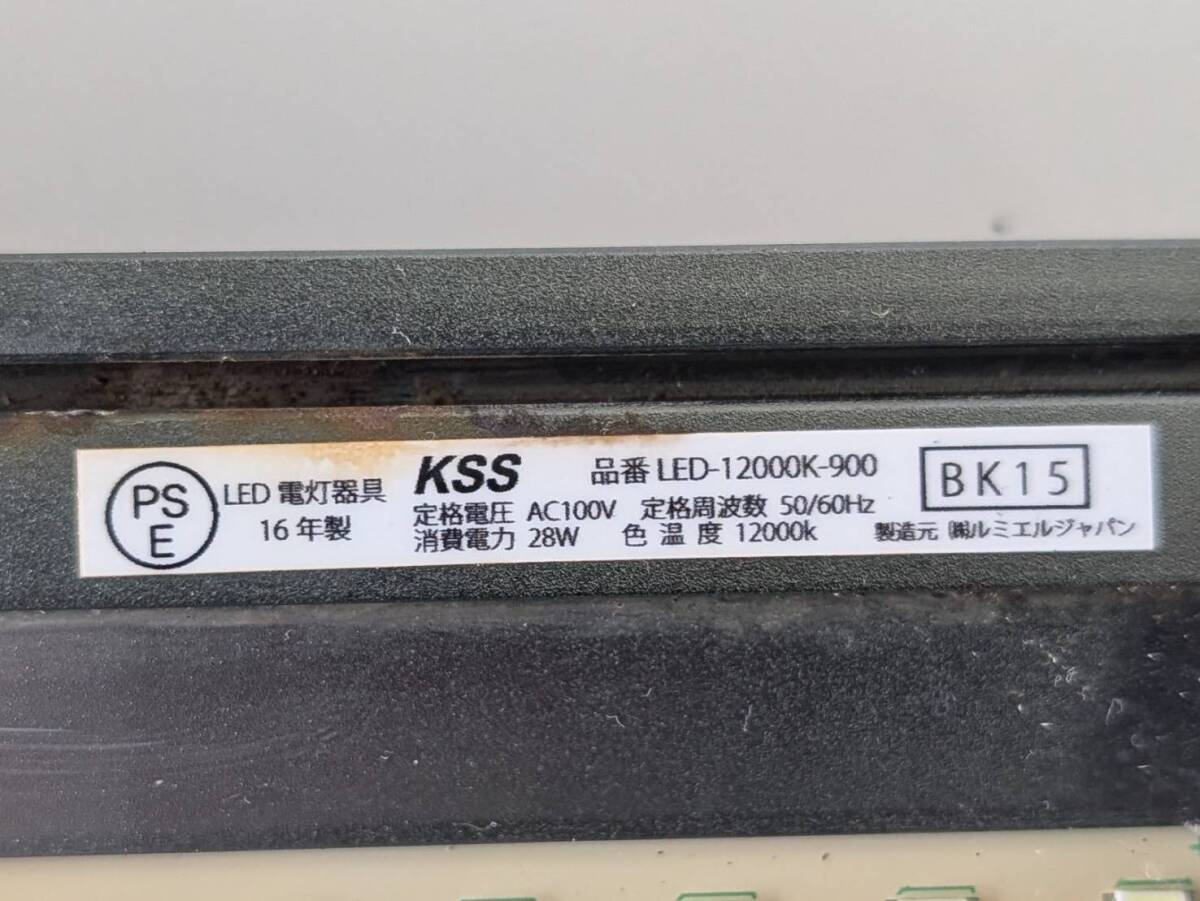 PS
E
LED 電灯器具
16 年製
KSS
品番 LED-12000K-900
定格電圧 AC100V 定格周波数 50/60Hz
消費電力 28W 色 温 度 12000k
BK15
製造元 ㈱ルミエルジャパン